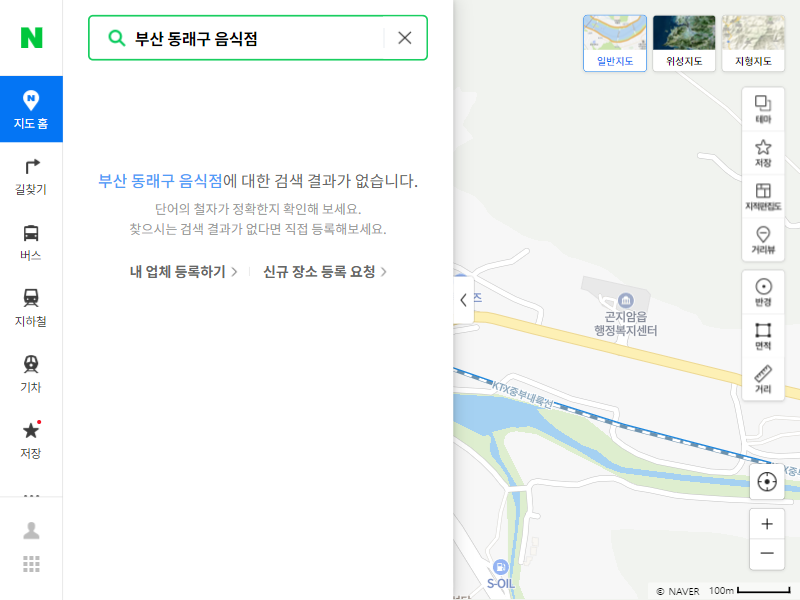 N
부산 동래구 음식점
N
지도 홈
길찾기
버스
지하철
기차
저장
부산 동래구 음식점에 대한 검색 결과가 없습니다.
단어의 철자가 정확한지 확인해 보세요.
찾으시는 검색 결과가 없다면 직접 등록해보세요.
내 업체 등록하기
신규 장소 등록 요청
일반지도
위성지도
지형지도
테마
저장
지적편집도
거리뷰
반경
면적
거리
곤지암읍
행정복지센터
KTX중부내륙선
S-OIL
© NAVER
100m